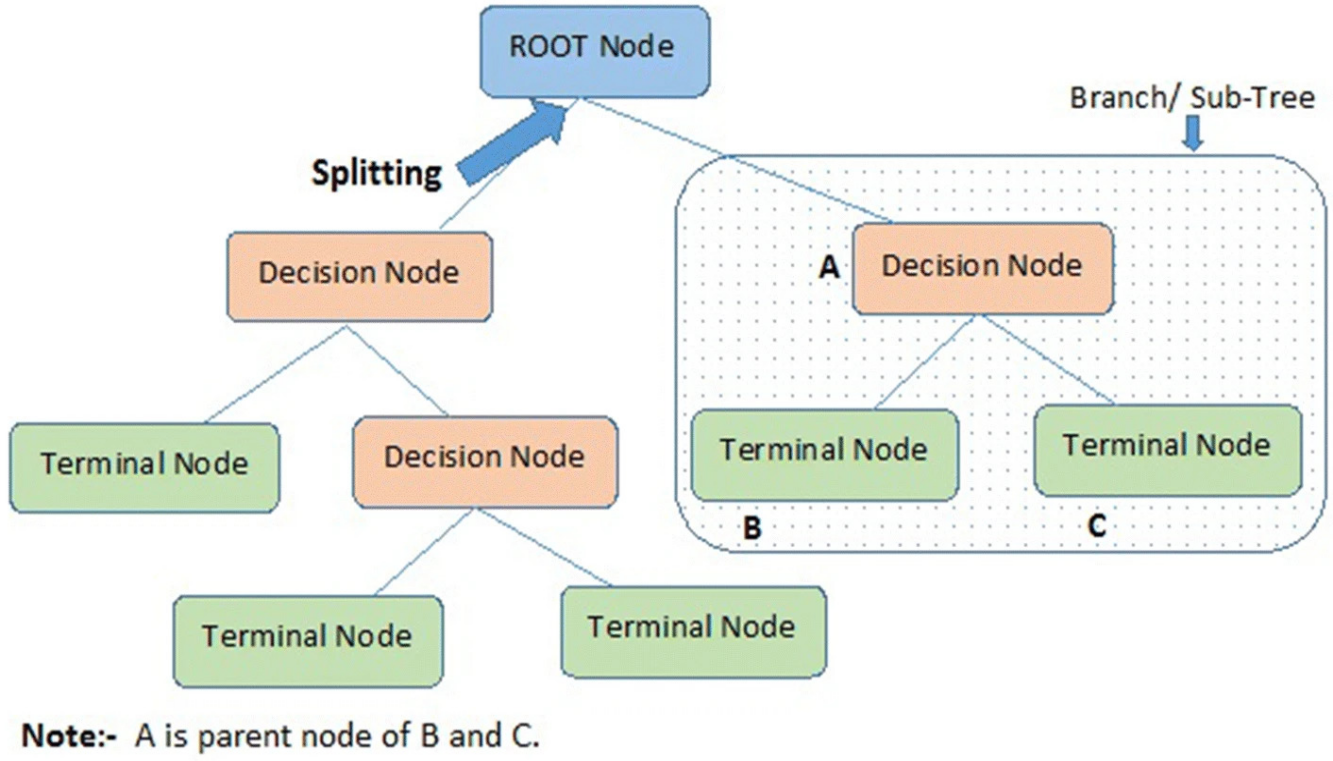 ROOT Node
Branch/ Sub-Tree
Splitting
Decision Node
A
Decision Node
Terminal Node
Decision Node
Terminal Node
Terminal Node
B
C
Terminal Node
Terminal Node
Note:- A is parent node of B and C.